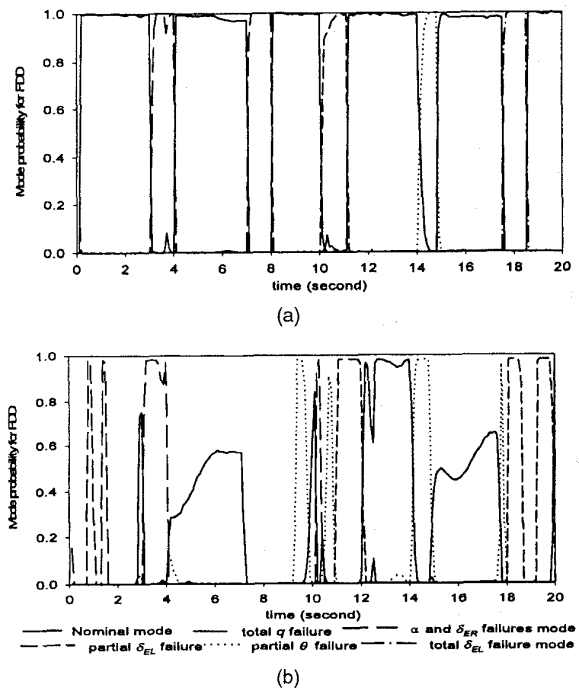 Mode probability for FDD
1.0
0.8
0.6
0.4
0.2
0.0
0 2 4 6 8 10 12 14 16 18 20
time (second)
(a)
Mode probability for FDD
1.0
0.8
0.6
0.4
0.2
0.0
0 2 4 6 8 10 12 14 16 18 20
time (second)
Nominal mode total q failure α and δER failures mode
partial δEL failure partial θ failure total δEL failure mode
(b)